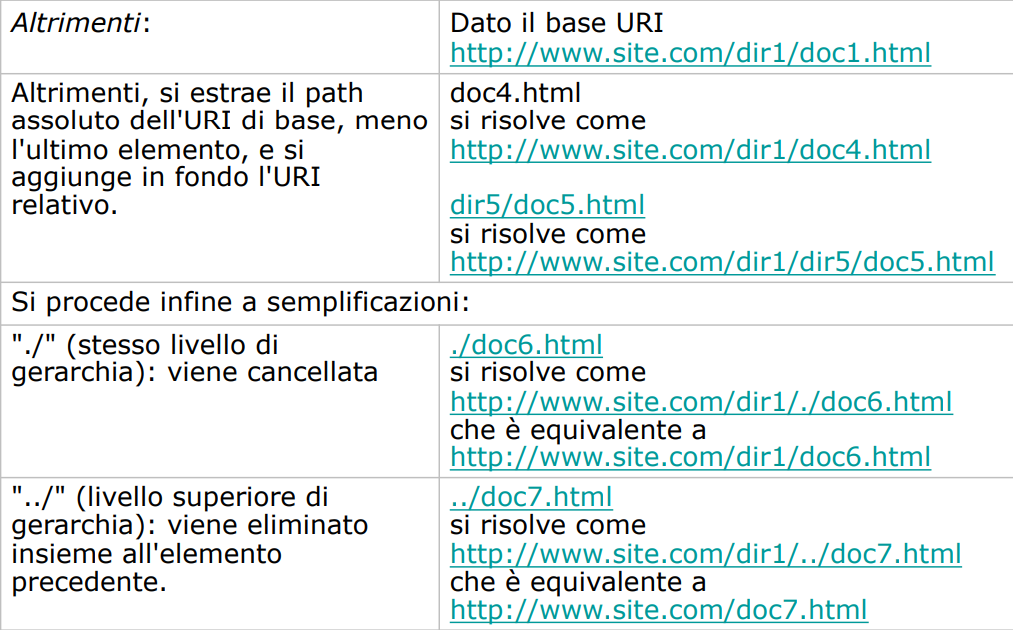 Altrimenti:
Dato il base URI
http://www.site.com/dir1/doc1.html
Altrimenti, si estrae il path
assoluto dell'URI di base, meno
l'ultimo elemento, e si
aggiunge in fondo l'URI
relativo.
doc4.html
si risolve come
http://www.site.com/dir1/doc4.html
dir5/doc5.html
si risolve come
http://www.site.com/dir1/dir5/doc5.html
Si procede infine a semplificazioni:
"./" (stesso livello di
gerarchia): viene cancellata
./doc6.html
si risolve come
http://www.site.com/dir1/./doc6.html
che è equivalente a
http://www.site.com/dir1/doc6.html
"../" (livello superiore di
gerarchia): viene eliminato
insieme all'elemento
precedente.
../doc7.html
si risolve come
http://www.site.com/dir1/../doc7.html
che è equivalente a
http://www.site.com/doc7.html